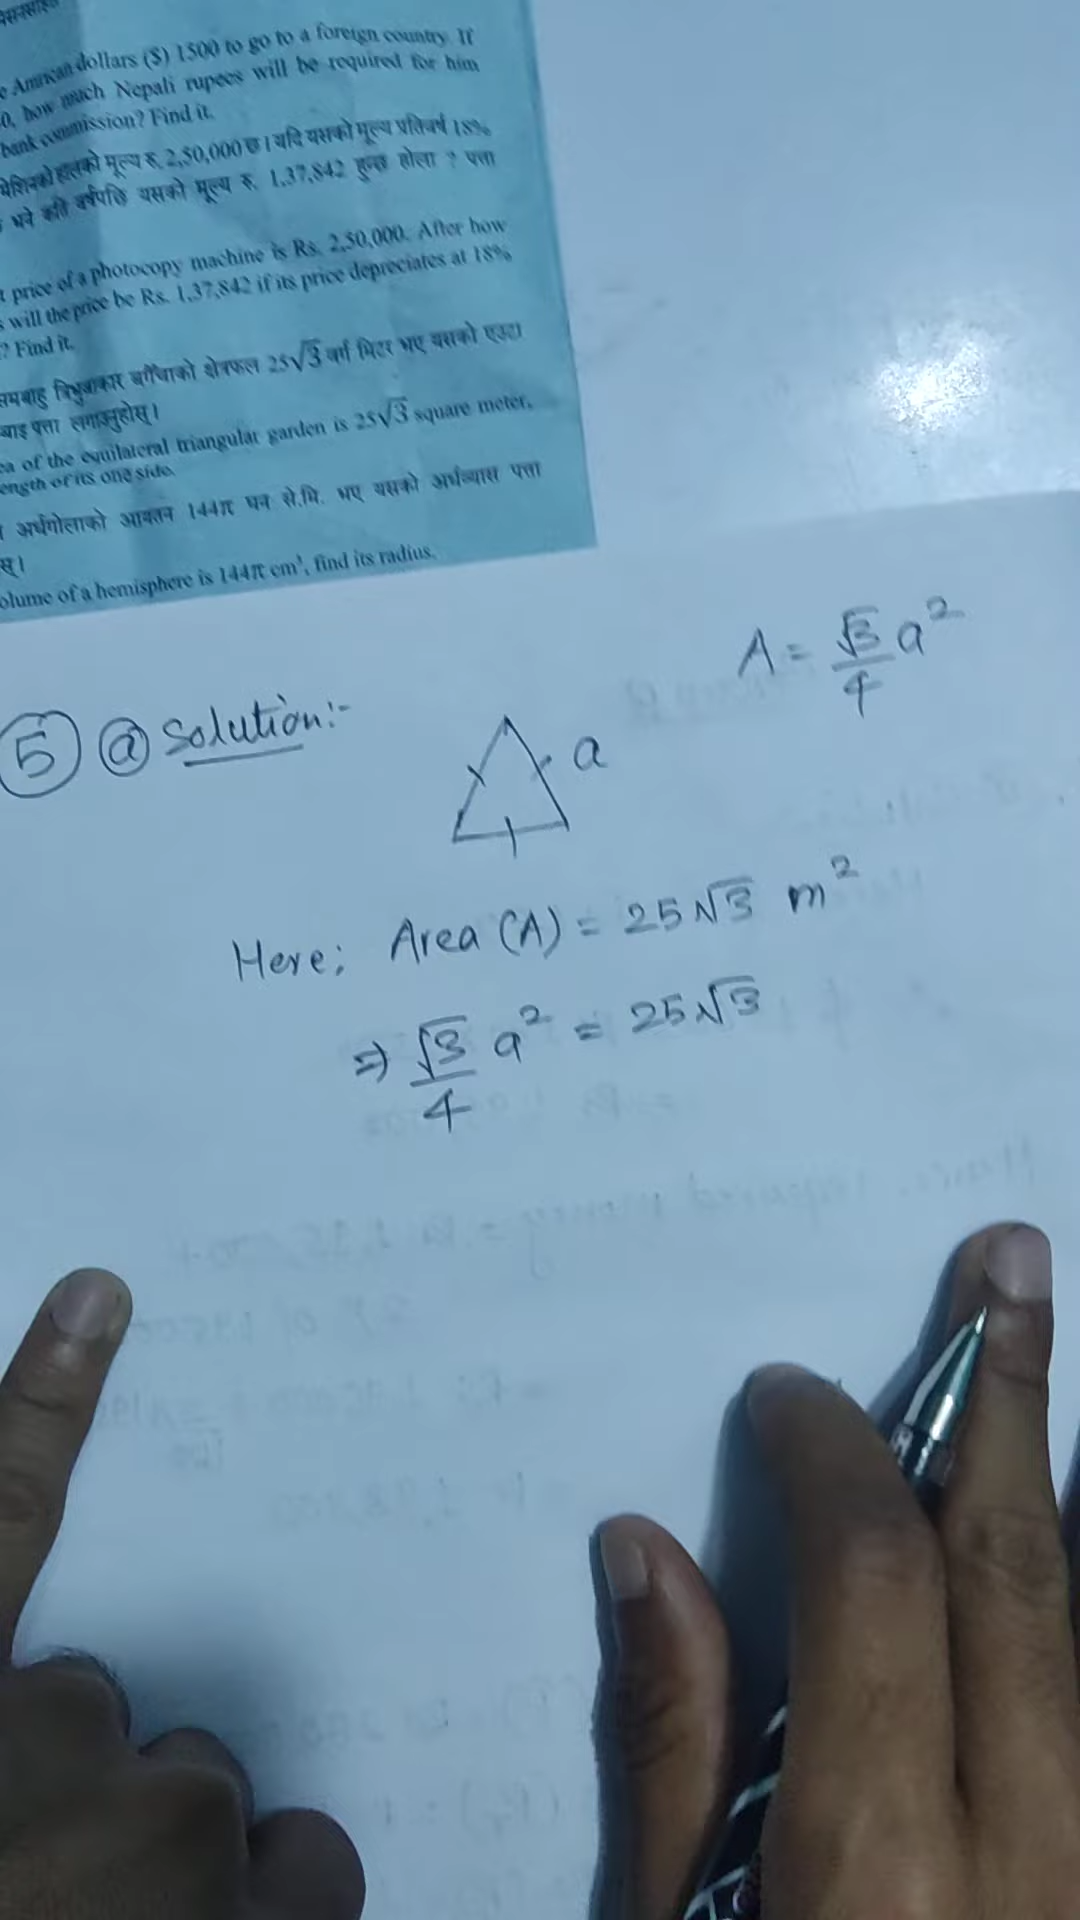 Amrican dollars ($) 1500 to go to a foreign country. If
0, how much Nepali rupees will be required for him
bank commission? Find it.
मेशिनको हालको मूल्य रु. 2,50,000 छ । यदि यसको मूल्य प्रतिवर्ष 18%
भने कति वर्षपछि यसको मूल्य रु. 1,37,842 हुन्छ होला ? पत्ता
price of a photocopy machine is Rs. 2,50,000. After how
will the price be Rs. 1,37,842 if its price depreciates at 18%
? Find it.
समबाहु त्रिभुजाकार बगैँचाको क्षेत्रफल 25√3 वर्ग मिटर भए यसको एउटा
लगाउनुहोस् ।
ea of the equilateral triangular garden is 25√3 square meter,
ength of its one side.
अर्धगोलाको आयतन 144π घन से.मि. भए यसको अर्धव्यास पत्ता
स् ।
olume of a hemisphere is 144π cm³, find its radius.
A = √3/4 a²
5 a Solution:-
a
Here; Area (A) = 25√3 m²
⇒ √3/4 a² = 25√3